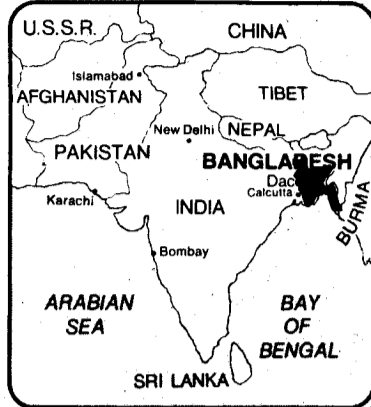 U.S.S.R.
CHINA
Islamabad
AFGHANISTAN
TIBET
New Delhi
NEPAL
PAKISTAN
BANGLADESH
Dac
Calcutta
Karachi
INDIA
BURMA
Bombay
ARABIAN
SEA
BAY
OF
BENGAL
SRI LANKA